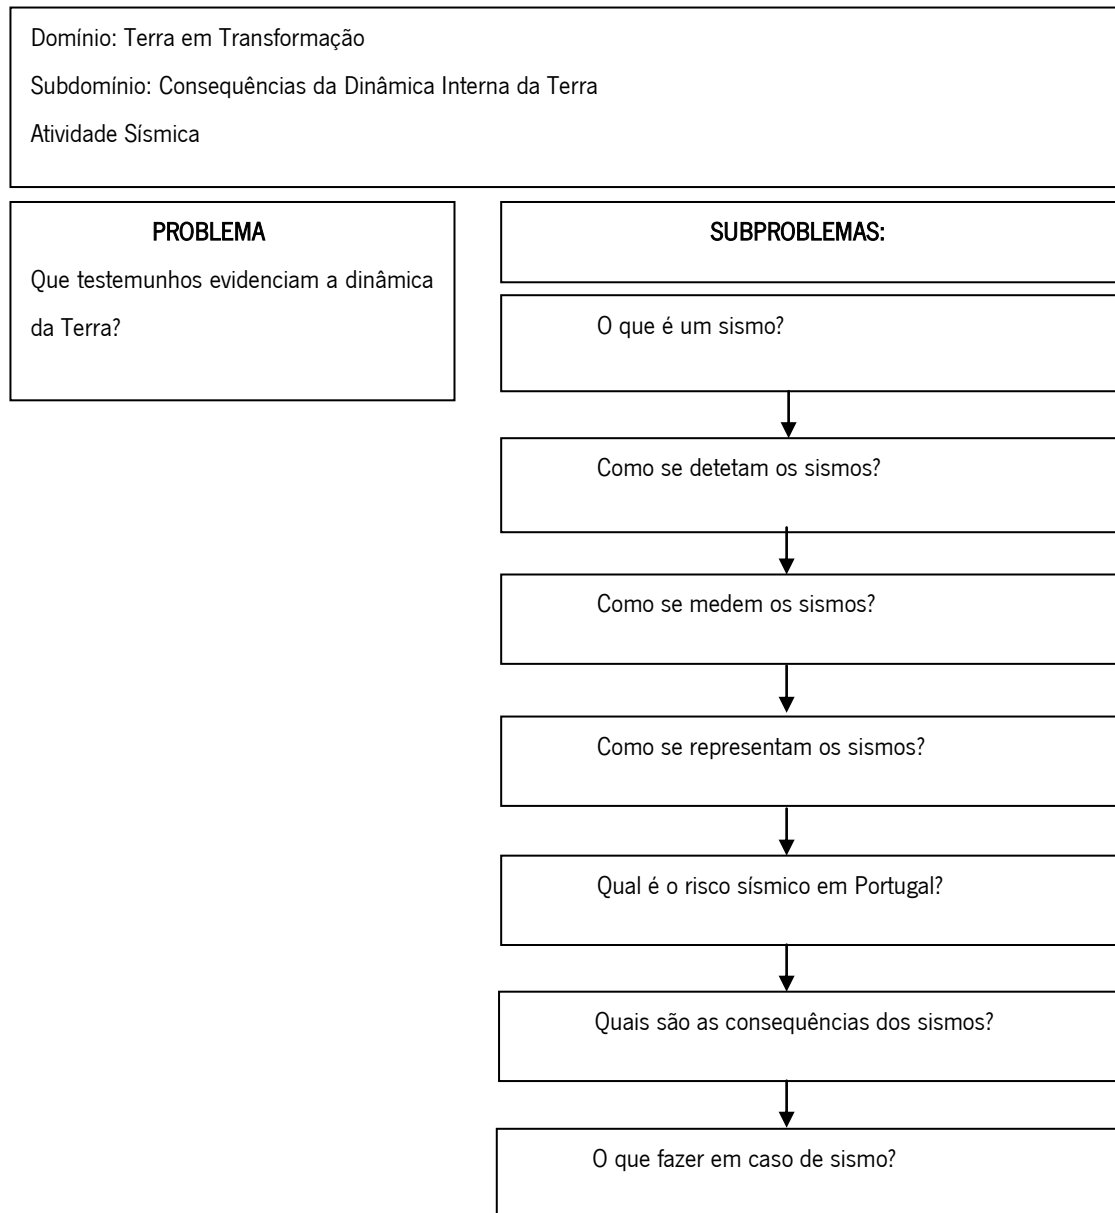 Domínio: Terra em Transformação
Subdomínio: Consequências da Dinâmica Interna da Terra
Atividade Sísmica
PROBLEMA
Que testemunhos evidenciam a dinâmica
da Terra?
SUBPROBLEMAS:
O que é um sismo?
Como se detetam os sismos?
Como se medem os sismos?
Como se representam os sismos?
Qual é o risco sísmico em Portugal?
Quais são as consequências dos sismos?
O que fazer em caso de sismo?